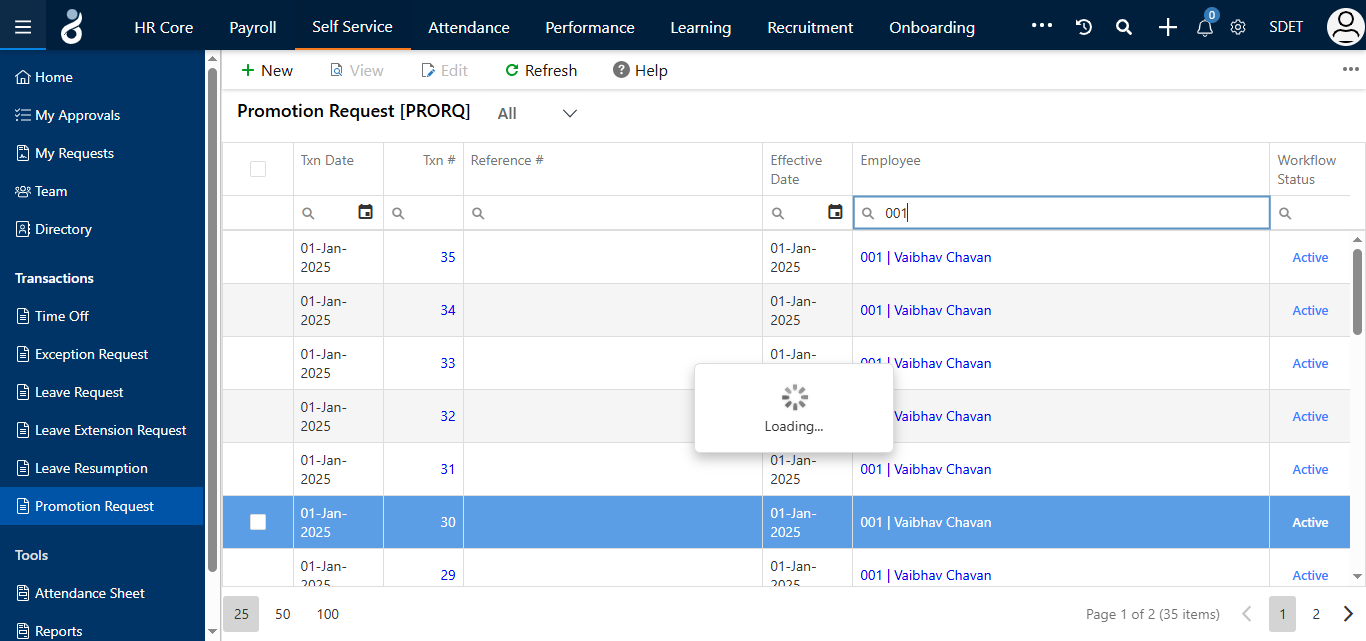 HR Core Payroll Self Service Attendance Performance Learning Recruitment Onboarding ••• 0 SDET
Home
My Approvals
My Requests
Team
Directory
Transactions
Time Off
Exception Request
Leave Request
Leave Extension Request
Leave Resumption
Promotion Request
Tools
Attendance Sheet
Reports
New View Edit Refresh Help
Promotion Request [PRORQ] All
Txn Date Txn # Reference # Effective Date Employee Workflow Status
001
01-Jan-2025 35 01-Jan-2025 001 | Vaibhav Chavan Active
01-Jan-2025 34 01-Jan-2025 001 | Vaibhav Chavan Active
01-Jan-2025 33 01-Jan- 001 | Vaibhav Chavan Active
01-Jan-2025 32 Vaibhav Chavan Active
Loading...
01-Jan-2025 31 01-Jan-2025 Vaibhav Chavan Active
01-Jan-2025 30 01-Jan-2025 001 | Vaibhav Chavan Active
01-Jan-2025 29 01-Jan-2025 001 | Vaibhav Chavan Active
25 50 100 Page 1 of 2 (35 items) 1 2